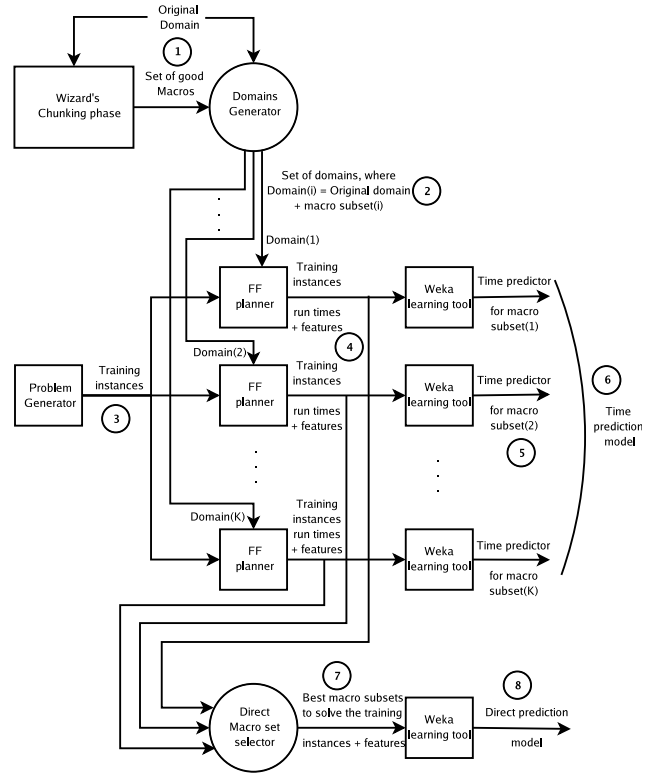 Original
Domain
1
Set of good
Macros
Wizard's
Chunking phase
Domains
Generator
Set of domains, where
Domain(i) = Original domain
+ macro subset(i)
2
Domain(1)
FF
planner
Training
instances
run times
+ features
4
Weka
learning tool
Time predictor
for macro
subset(1)
Problem
Generator
Training
instances
3
Domain(2)
FF
planner
Training
instances
run times
+ features
Weka
learning tool
Time predictor
for macro
subset(2)
5
6
Time
prediction
model
Domain(K)
FF
planner
Training
instances
run times
+ features
Weka
learning tool
Time predictor
for macro
subset(K)
Direct
Macro set
selector
7
Best macro subsets
to solve the training
instances + features
Weka
learning tool
8
Direct prediction
model